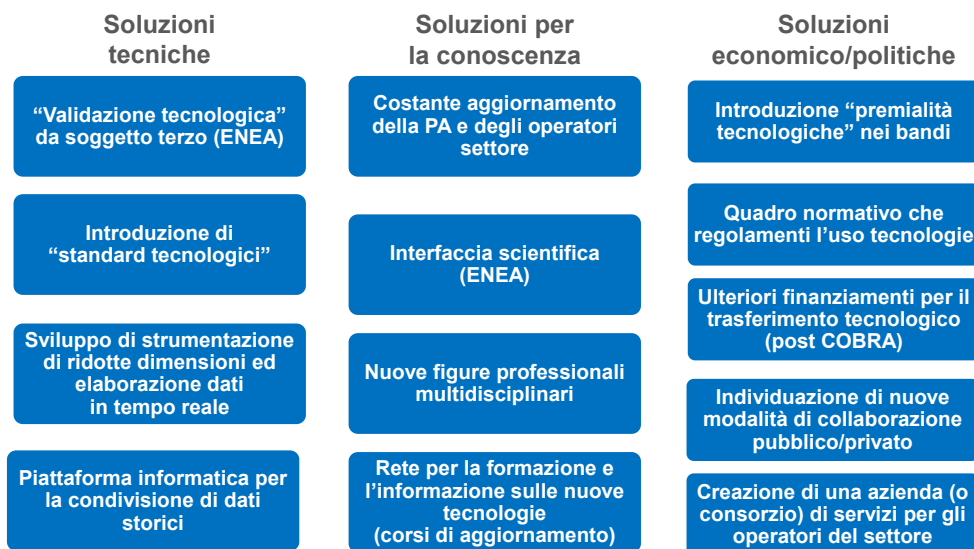 Soluzioni
tecniche
“Validazione tecnologica”
da soggetto terzo (ENEA)
Introduzione di
“standard tecnologici”
Sviluppo di strumentazione
di ridotte dimensioni ed
elaborazione dati
in tempo reale
Piattaforma informatica per
la condivisione di dati
storici
Soluzioni per
la conoscenza
Costante aggiornamento
della PA e degli operatori
settore
Interfaccia scientifica
(ENEA)
Nuove figure professionali
multidisciplinari
Rete per la formazione e
l’informazione sulle nuove
tecnologie
(corsi di aggiornamento)
Soluzioni
economico/politiche
Introduzione “premialità
tecnologiche” nei bandi
Quadro normativo che
regolamenti l’uso tecnologie
Ulteriori finanziamenti per il
trasferimento tecnologico
(post COBRA)
Individuazione di nuove
modalità di collaborazione
pubblico/privato
Creazione di una azienda (o
consorzio) di servizi per gli
operatori del settore